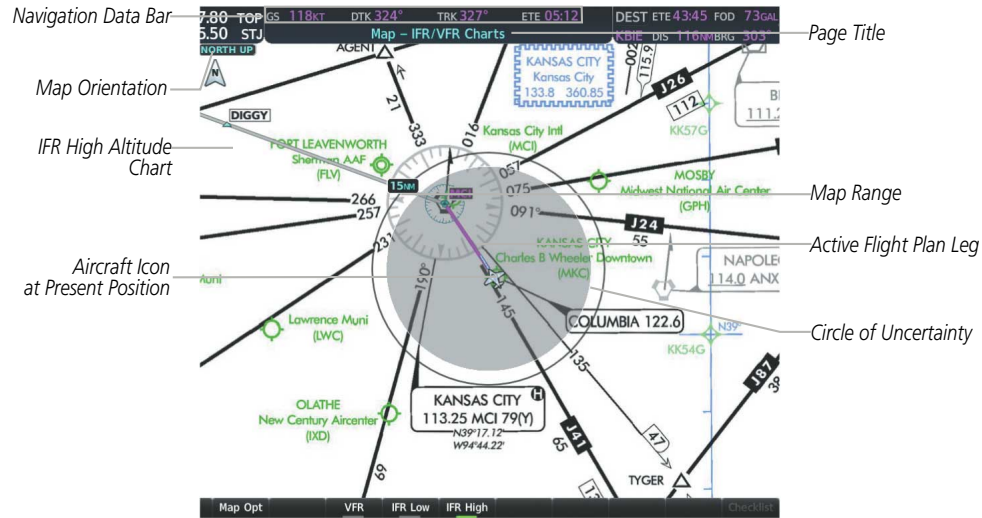 Navigation Data Bar
Map Orientation
IFR High Altitude
Chart
Aircraft Icon
at Present Position
7.80 TOP
5.50 STJ
GS 118KT DTK 324° TRK 327° ETE 05:12
Map – IFR/VFR Charts
DEST ETE 43:45 FOD 73GAL
KBIE DIS 116NM BRG 303°
Page Title
Map Range
Active Flight Plan Leg
Circle of Uncertainty
NORTH UP
N
AGENT
KANSAS CITY
Kansas City
133.8 360.85
002
115.9
J26
112
KK57G
111.
21
333
016
DIGGY
Kansas City Intl
(MCI)
FORT LEAVENWORTH
Sherman AAF
(FLV)
057
MOSBY
Midwest National Air Center
(GPH)
15NM
075
266
257
091°
J24
55
231
KANSAS CITY
Charles B Wheeler Downtown
(MKC)
NAPOLEO
114.0 ANX
190°
145
COLUMBIA 122.6
Lawrence Muni
(LWC)
N39°
KK54G
135
J87
OLATHE
New Century Aircenter
(IXD)
KANSAS CITY
H
113.25 MCI 79(Y)
N39°17.12'
W94°44.22'
J41
65
47
69
TYGER
Map Opt VFR IFR Low IFR High Checklist